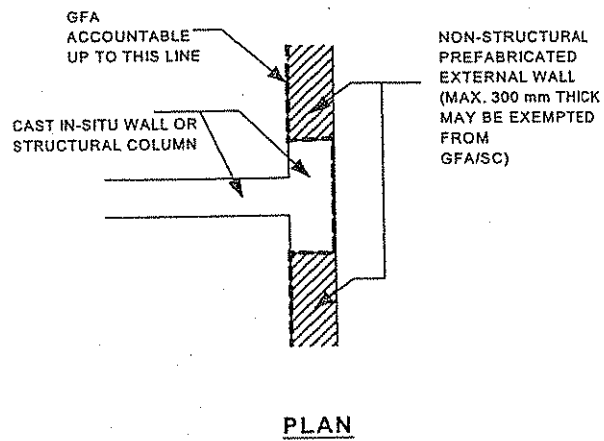 GFA
ACCOUNTABLE
UP TO THIS LINE
CAST IN-SITU WALL OR
STRUCTURAL COLUMN
NON-STRUCTURAL
PREFABRICATED
EXTERNAL WALL
(MAX. 300 mm THICK
MAY BE EXEMPTED
FROM
GFA/SC)
PLAN